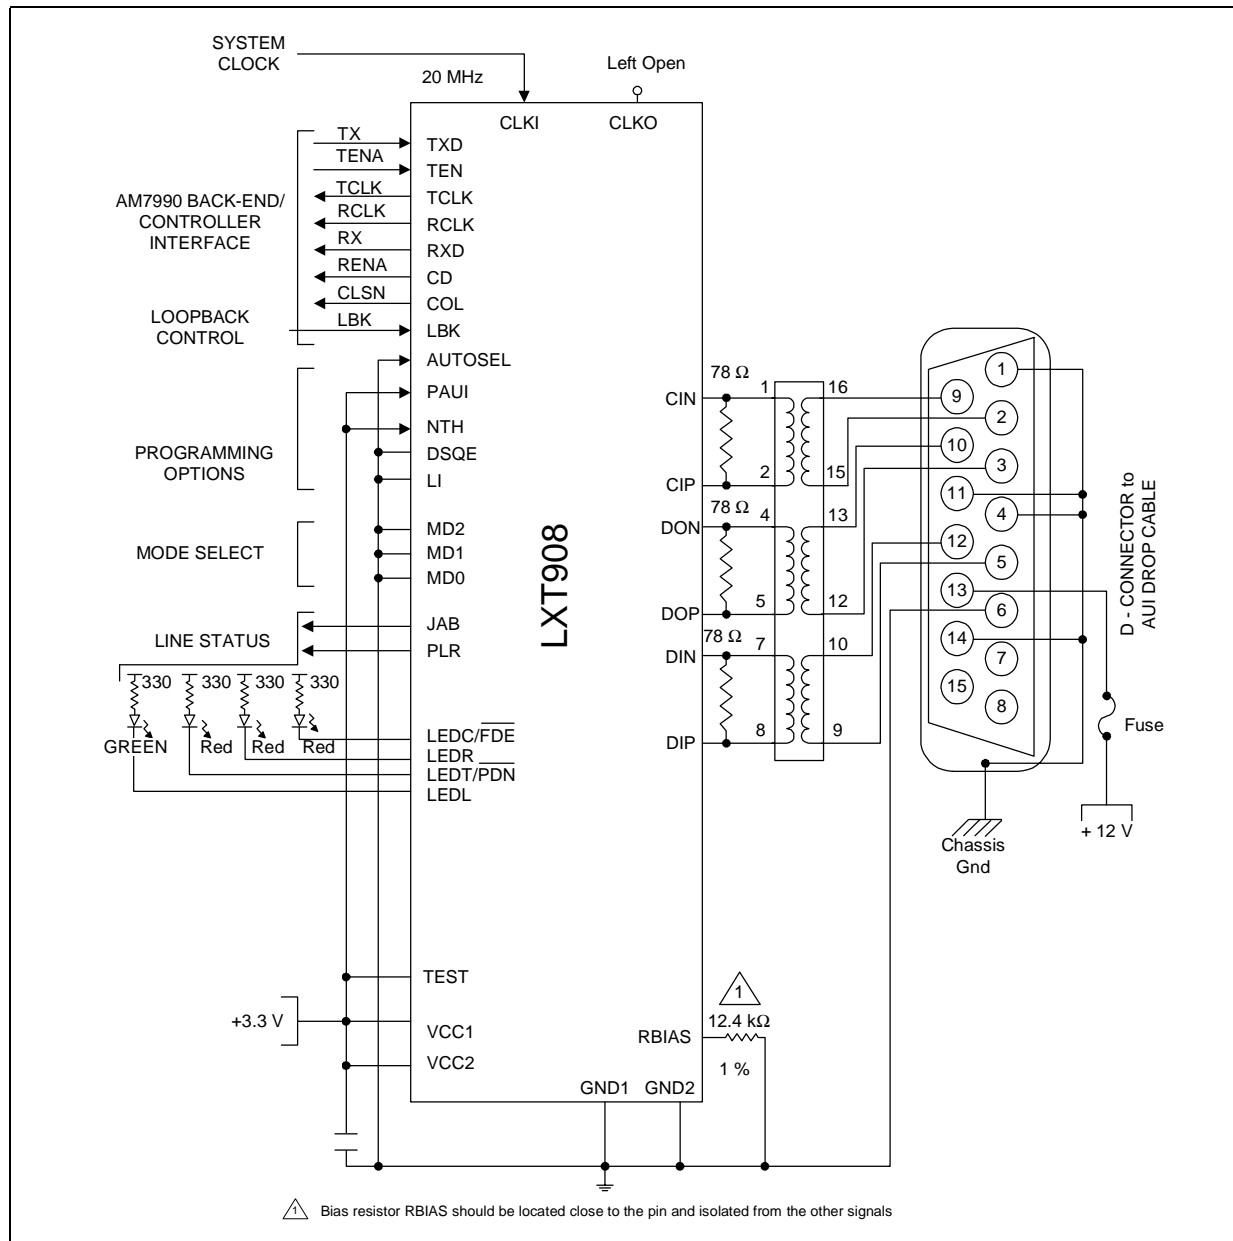 SYSTEM
CLOCK
20 MHz
Left Open
CLKI
CLKO
AM7990 BACK-END/
CONTROLLER
INTERFACE
TX
TXD
TENA
TEN
TCLK
TCLK
RCLK
RCLK
RX
RXD
RENA
CD
CLSN
COL
LOOPBACK
CONTROL
LBK
LBK
AUTOSEL
PAUI
NTH
PROGRAMMING
OPTIONS
DSQE
LI
MODE SELECT
MD2
MD1
MD0
LINE STATUS
JAB
PLR
330
330
330
330
GREEN
Red
Red
Red
LEDC/FDE
LEDR
LEDT/PDN
LEDL
LXT908
CIN
78 Ω
1
16
CIP
2
15
DON
78 Ω
4
13
DOP
5
12
DIN
78 Ω
7
10
DIP
8
9
1
9
2
10
3
11
4
12
5
13
6
14
7
15
8
D - CONNECTOR to
AUI DROP CABLE
Fuse
+ 12 V
Chassis
Gnd
TEST
+3.3 V
VCC1
VCC2
RBIAS
1
12.4 kΩ
1 %
GND1
GND2
1 Bias resistor RBIAS should be located close to the pin and isolated from the other signals